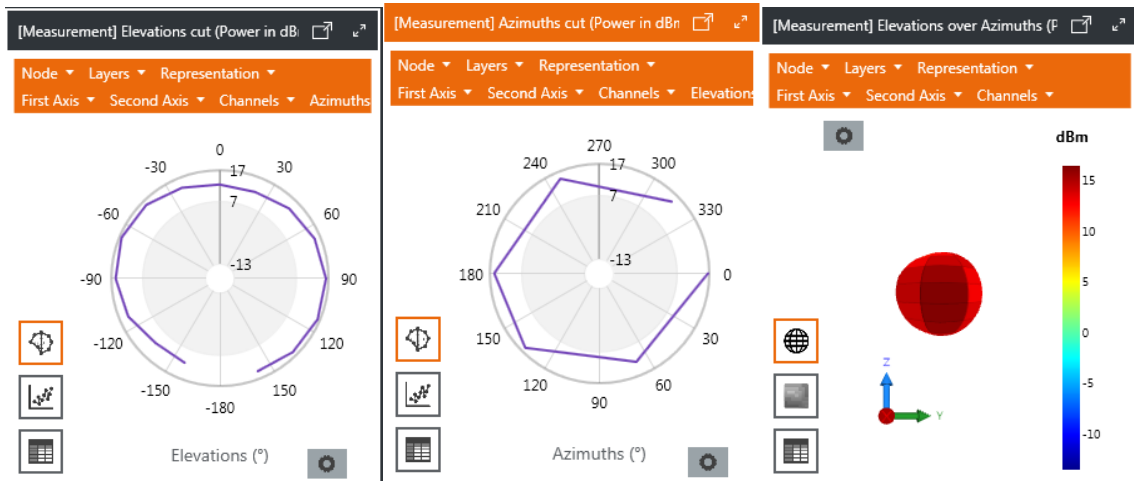 [Measurement] Elevations cut (Power in dB
Node Layers Representation
First Axis Second Axis Channels Azimuths
0
-30 30
17
-60 7 60
-13
-90 90
-120 120
-150 150
-180
Elevations (°)
[Measurement] Azimuths cut (Power in dBm
Node Layers Representation
First Axis Second Axis Channels Elevations
270
240 17 300
7
210 330
-13
180 0
150 30
120 60
90
Azimuths (°)
[Measurement] Elevations over Azimuths (P
Node Layers Representation
First Axis Second Axis Channels
dBm
15
10
5
0
-5
-10
Z
Y